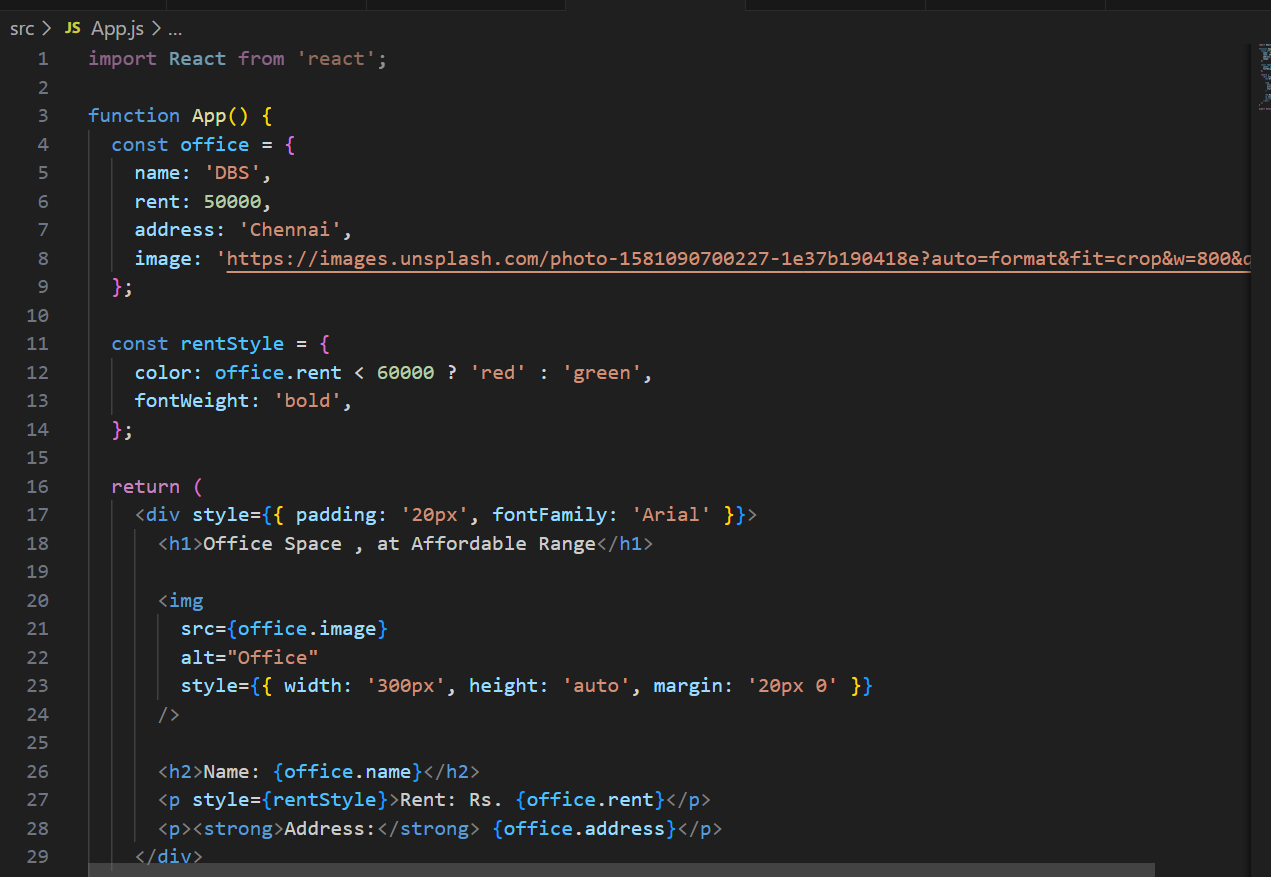 src > JS App.js > ...
1 import React from 'react';
2
3 function App() {
4   const office = {
5     name: 'DBS',
6     rent: 50000,
7     address: 'Chennai',
8     image: 'https://images.unsplash.com/photo-1581090700227-1e37b190418e?auto=format&fit=crop&w=800&
9   };
10
11   const rentStyle = {
12     color: office.rent < 60000 ? 'red' : 'green',
13     fontWeight: 'bold',
14   };
15
16   return (
17     <div style={{ padding: '20px', fontFamily: 'Arial' }}>
18       <h1>Office Space , at Affordable Range</h1>
19
20       <img
21         src={office.image}
22         alt="Office"
23         style={{ width: '300px', height: 'auto', margin: '20px 0' }}
24       />
25
26       <h2>Name: {office.name}</h2>
27       <p style={rentStyle}>Rent: Rs. {office.rent}</p>
28       <p><strong>Address:</strong> {office.address}</p>
29     </div>